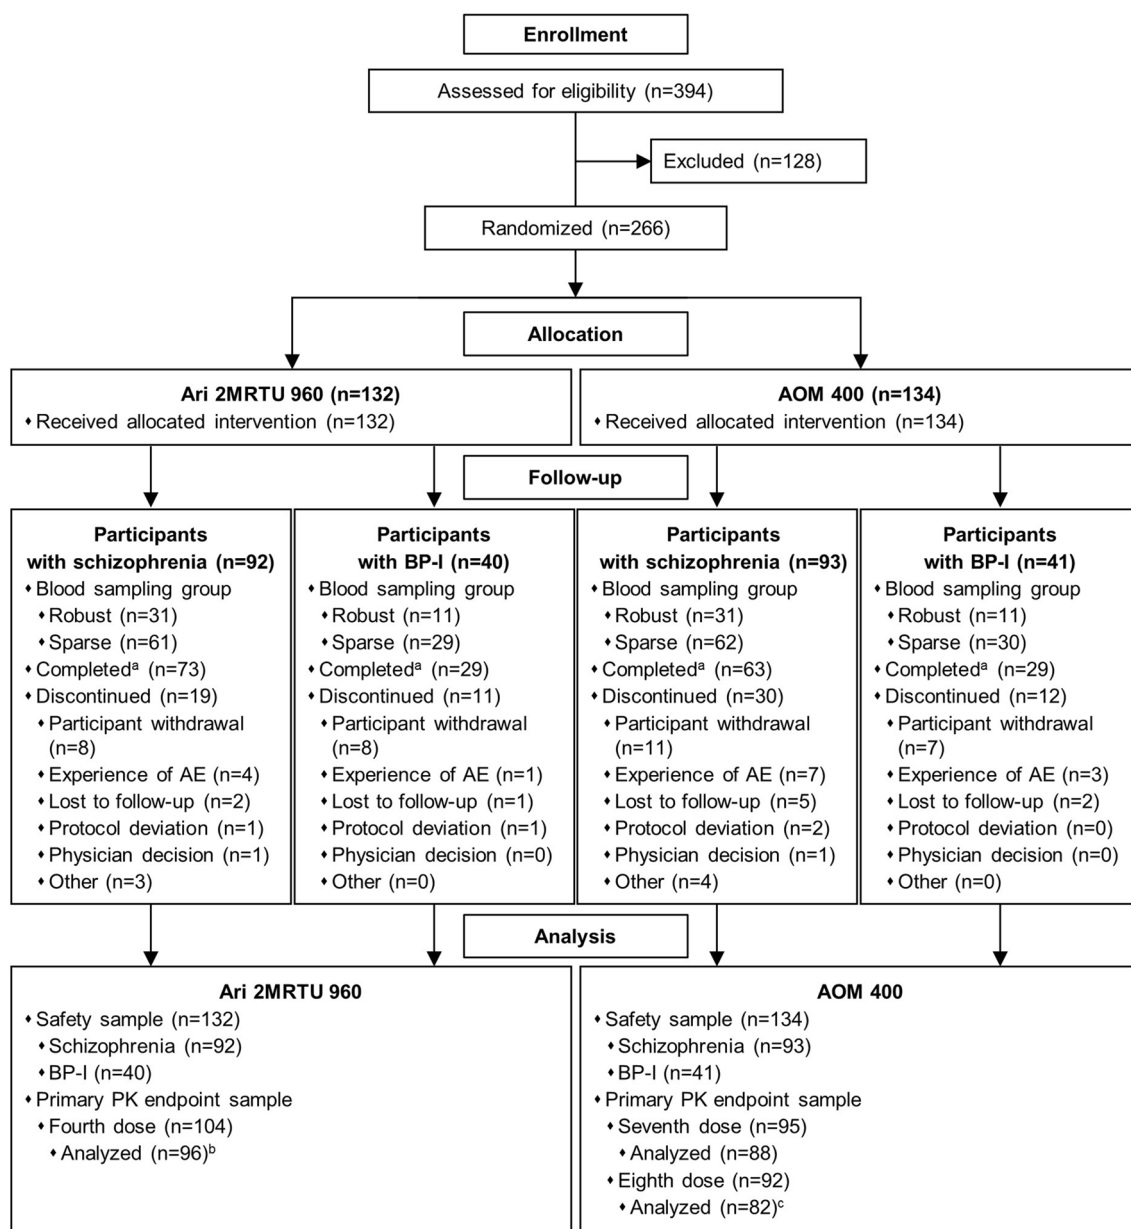 Enrollment
Assessed for eligibility (n=394)
Excluded (n=128)
Randomized (n=266)
Allocation
Ari 2MRTU 960 (n=132)
♦ Received allocated intervention (n=132)
AOM 400 (n=134)
♦ Received allocated intervention (n=134)
Follow-up
Participants
with schizophrenia (n=92)
♦ Blood sampling group
♦ Robust (n=31)
♦ Sparse (n=61)
♦ Completedᵃ (n=73)
♦ Discontinued (n=19)
♦ Participant withdrawal
(n=8)
♦ Experience of AE (n=4)
♦ Lost to follow-up (n=2)
♦ Protocol deviation (n=1)
♦ Physician decision (n=1)
♦ Other (n=3)
Participants
with BP-I (n=40)
♦ Blood sampling group
♦ Robust (n=11)
♦ Sparse (n=29)
♦ Completedᵃ (n=29)
♦ Discontinued (n=11)
♦ Participant withdrawal
(n=8)
♦ Experience of AE (n=1)
♦ Lost to follow-up (n=1)
♦ Protocol deviation (n=1)
♦ Physician decision (n=0)
♦ Other (n=0)
Participants
with schizophrenia (n=93)
♦ Blood sampling group
♦ Robust (n=31)
♦ Sparse (n=62)
♦ Completedᵃ (n=63)
♦ Discontinued (n=30)
♦ Participant withdrawal
(n=11)
♦ Experience of AE (n=7)
♦ Lost to follow-up (n=5)
♦ Protocol deviation (n=2)
♦ Physician decision (n=1)
♦ Other (n=4)
Participants
with BP-I (n=41)
♦ Blood sampling group
♦ Robust (n=11)
♦ Sparse (n=30)
♦ Completedᵃ (n=29)
♦ Discontinued (n=12)
♦ Participant withdrawal
(n=7)
♦ Experience of AE (n=3)
♦ Lost to follow-up (n=2)
♦ Protocol deviation (n=0)
♦ Physician decision (n=0)
♦ Other (n=0)
Analysis
Ari 2MRTU 960
♦ Safety sample (n=132)
♦ Schizophrenia (n=92)
♦ BP-I (n=40)
♦ Primary PK endpoint sample
♦ Fourth dose (n=104)
♦ Analyzed (n=96)ᵇ
AOM 400
♦ Safety sample (n=134)
♦ Schizophrenia (n=93)
♦ BP-I (n=41)
♦ Primary PK endpoint sample
♦ Seventh dose (n=95)
♦ Analyzed (n=88)
♦ Eighth dose (n=92)
♦ Analyzed (n=82)ᶜ